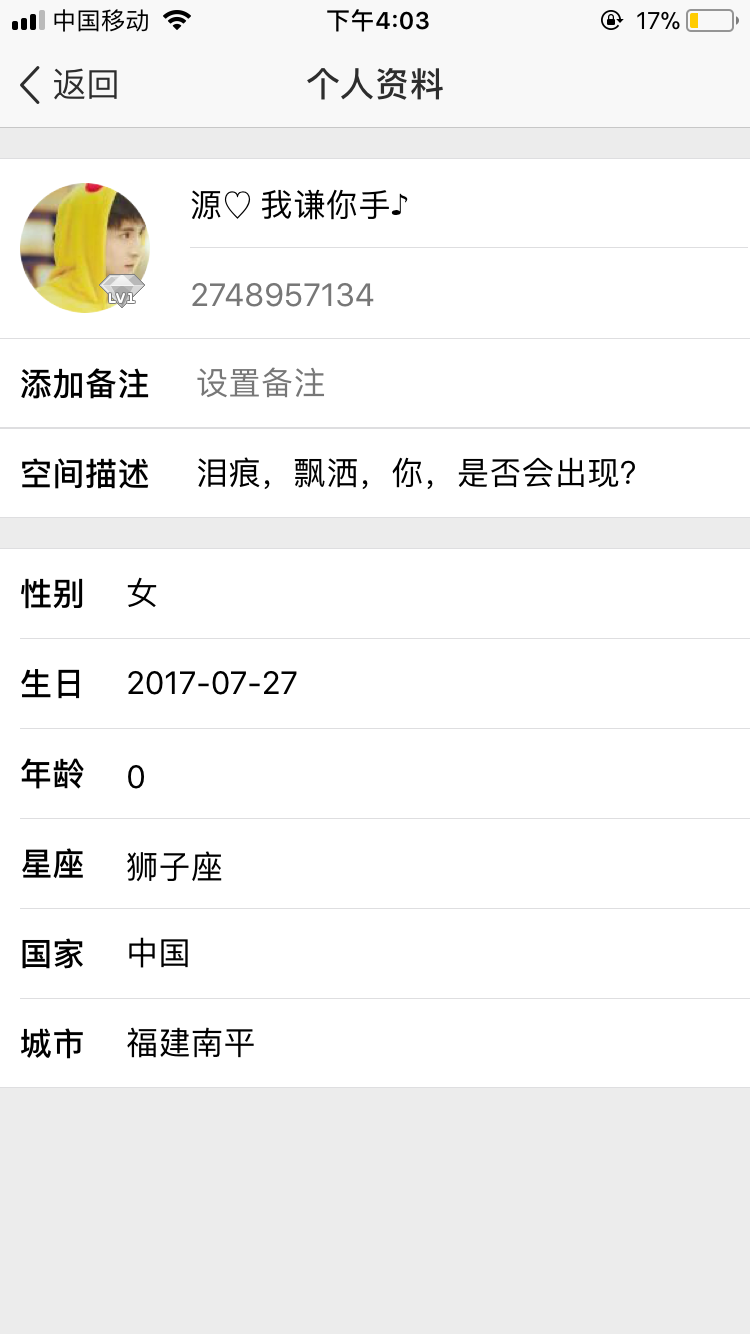 中国移动 下午4:03 17%
返回 个人资料
源♡ 我谦你手♪
LV1
2748957134
添加备注 设置备注
空间描述 泪痕，飘洒，你，是否会出现?
性别 女
生日 2017-07-27
年龄 0
星座 狮子座
国家 中国
城市 福建南平